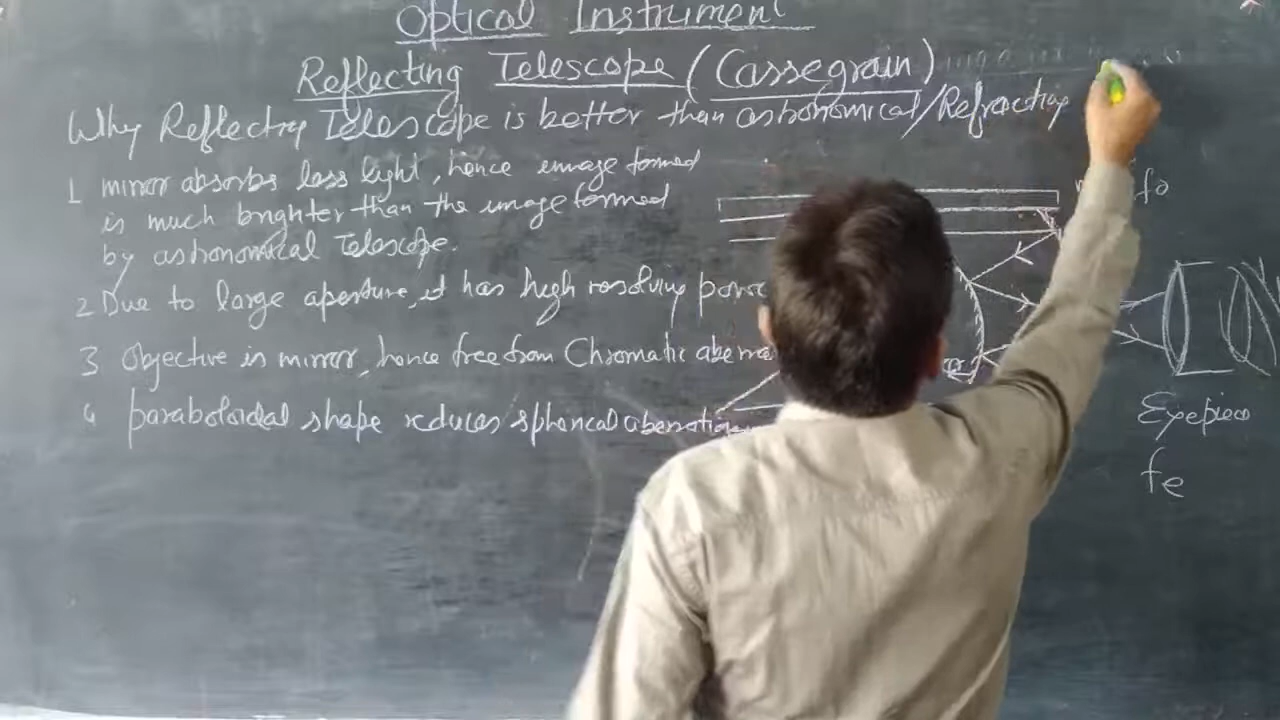 Optical Instrument
Reflecting Telescope (Cassegrain)
Why Reflecting Telescope is better than astronomical/Refracting
1 mirror absorbs less light, hence image formed
is much brighter than the image formed
by astronomical Telescope.
2 Due to large aperture, it has high resolving power
3 Objective is mirror, hence free from Chromatic aberra
4 paraboloidal shape reduces spherical aberration
fo
Eyepiece
fe